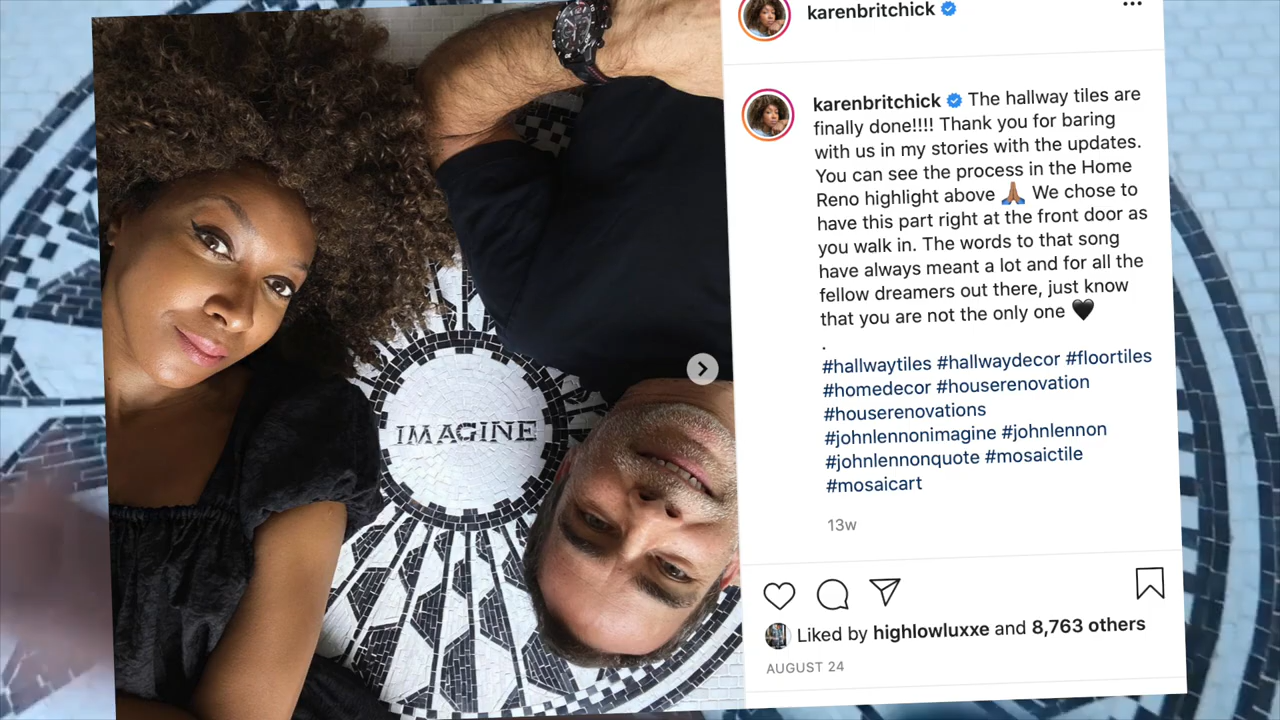 karenbritchick
karenbritchick The hallway tiles are
finally done!!!! Thank you for baring
with us in my stories with the updates.
You can see the process in the Home
Reno highlight above 🙏🏽 We chose to
have this part right at the front door as
you walk in. The words to that song
have always meant a lot and for all the
fellow dreamers out there, just know
that you are not the only one 🖤
.
#hallwaytiles #hallwaydecor #floortiles
#homedecor #houserenovation
#houserenovations
#johnlennonimagine #johnlennon
#johnlennonquote #mosaictile
#mosaicart
13w
Liked by highlowluxxe and 8,763 others
AUGUST 24
IMAGINE